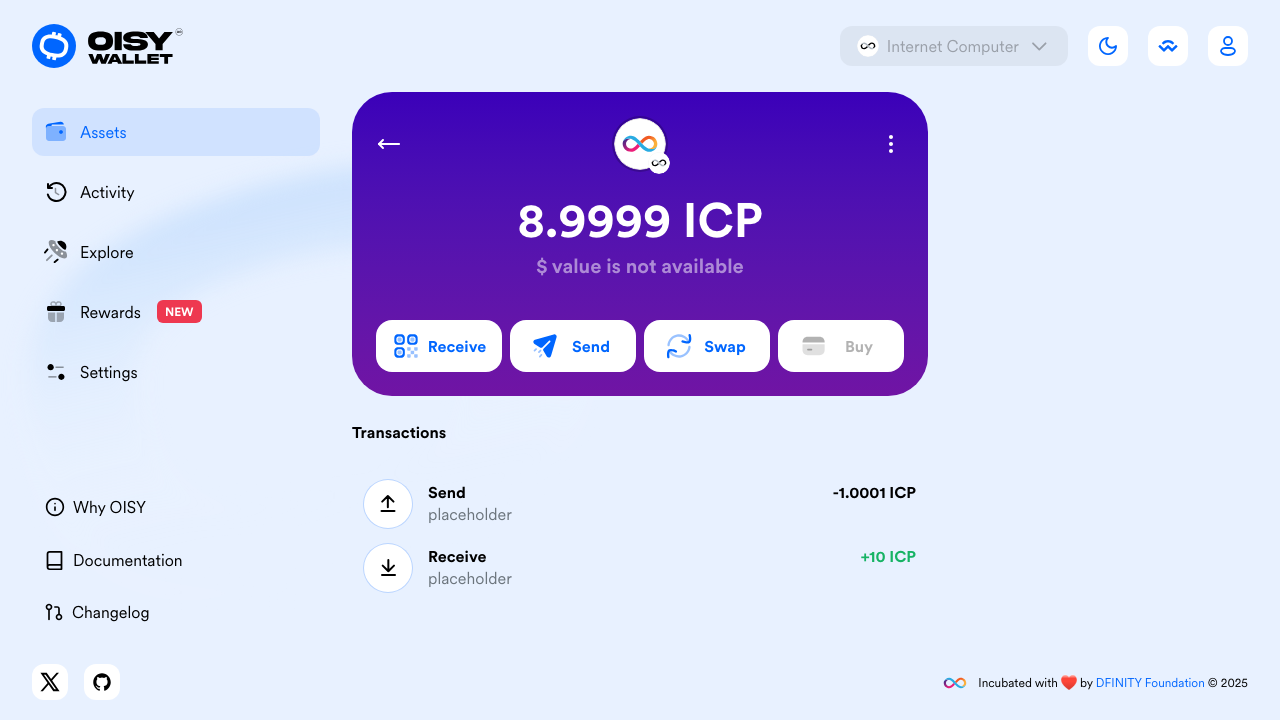 OISY
WALLET
Internet Computer
Assets
Activity
Explore
Rewards NEW
Settings
Why OISY
Documentation
Changelog
8.9999 ICP
$ value is not available
Receive
Send
Swap
Buy
Transactions
Send -1.0001 ICP
placeholder
Receive +10 ICP
placeholder
Incubated with ❤️ by DFINITY Foundation © 2025